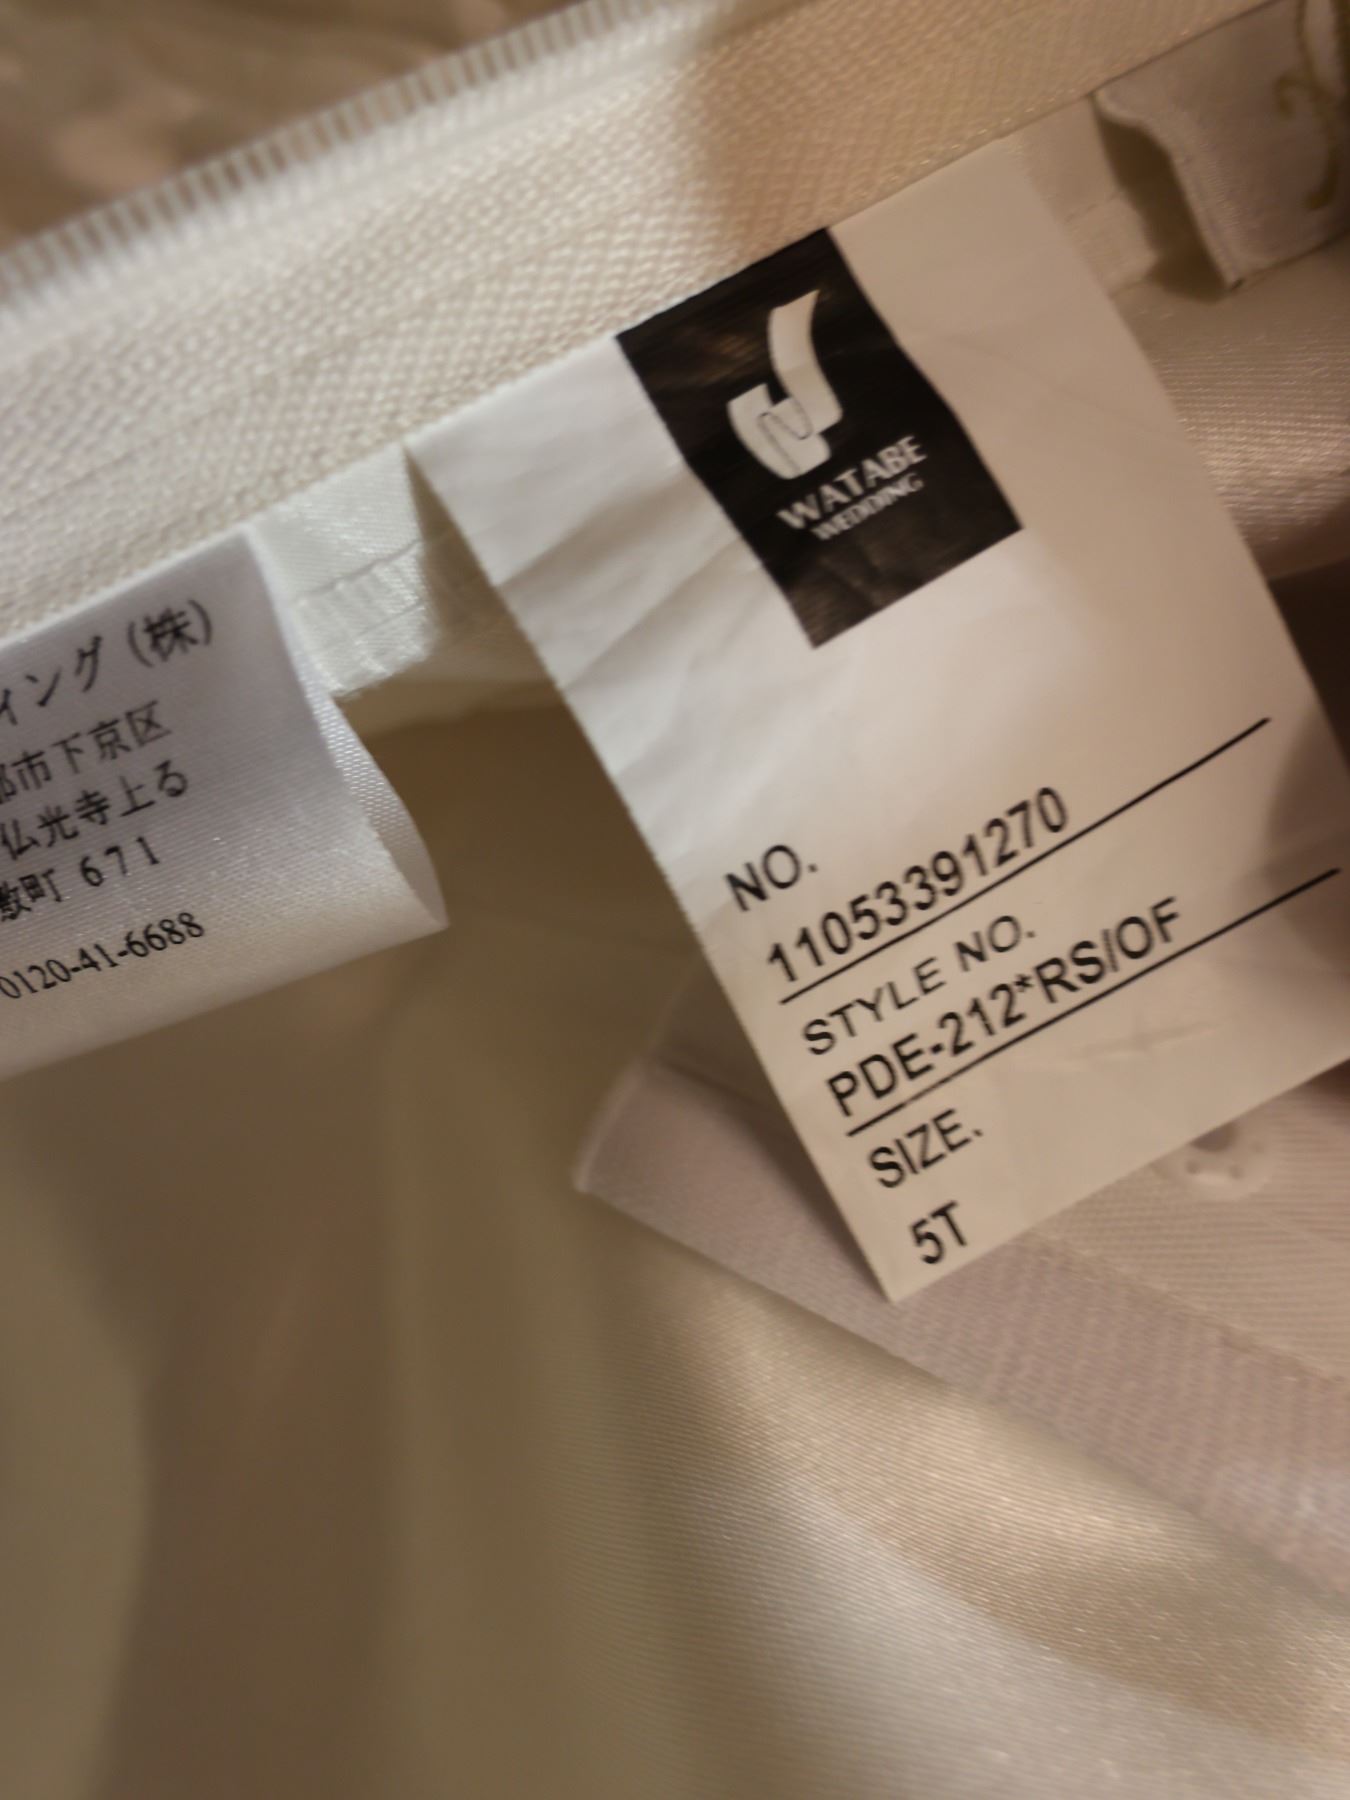 ィング（株）
都市下京区
仏光寺上る
敷町 671
0120-41-6688
WATABE
WEDDING
NO.
11053391270
STYLE NO.
PDE-212*RS/OF
SIZE.
5T